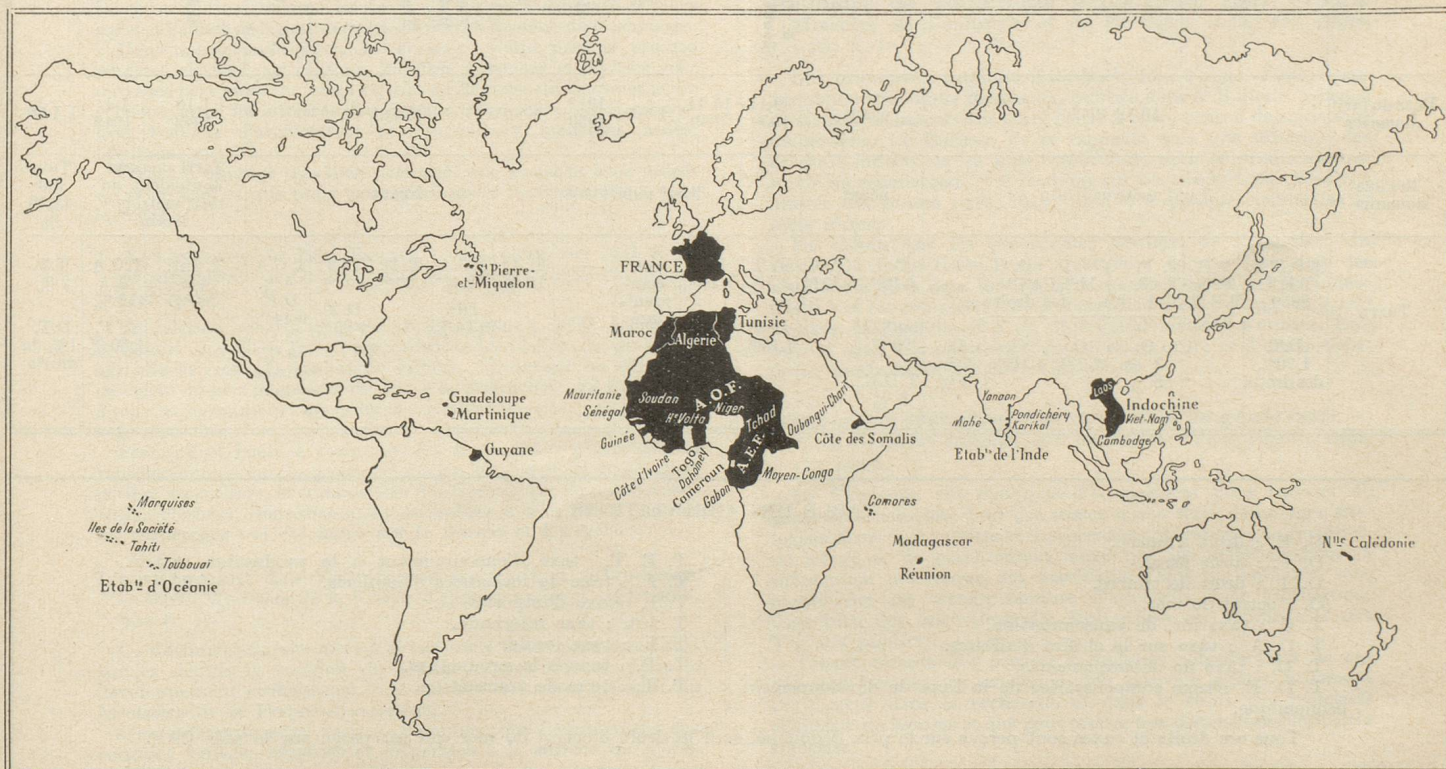 FRANCE
St Pierre-
et-Miquelon
Maroc
Algérie
Tunisie
Guadeloupe
Martinique
Guyane
Mauritanie
Sénégal
Soudan
A.O.F.
Hte Volta
Niger
Tchad
Oubangui-Chari
Guinée
Côte d'Ivoire
Togo
Dahomey
Cameroun
Gabon
A.E.F.
Moyen-Congo
Côte des Somalis
Yanaon
Mahé
Pondichéry
Karikal
Etabts de l'Inde
Laos
Indochine
Viet-Nam
Cambodge
Marquises
Iles de la Société
Tahiti
Toubouaï
Etabts d'Océanie
Comores
Madagascar
Réunion
Nlle Calédonie